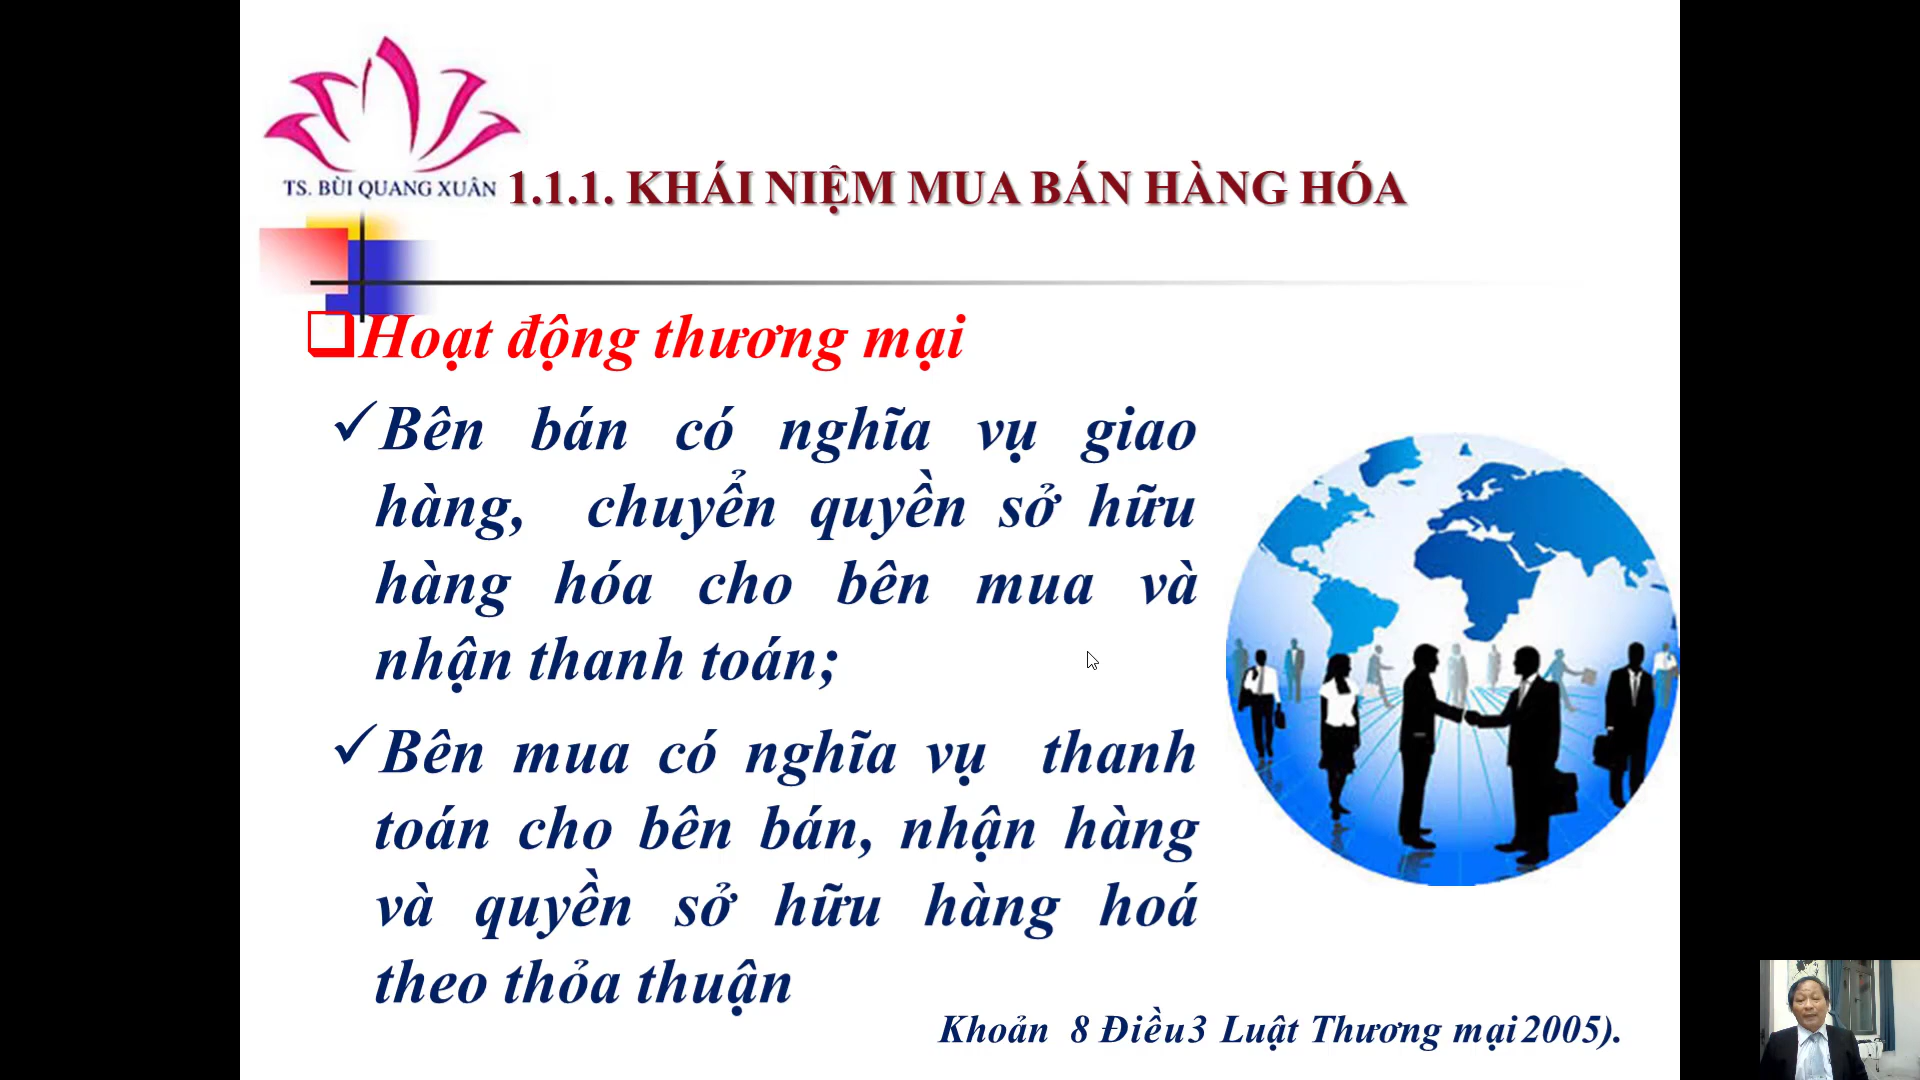 TS. BÙI QUANG XUÂN
1.1.1. KHÁI NIỆM MUA BÁN HÀNG HÓA
Hoạt động thương mại
Bên bán có nghĩa vụ giao
hàng, chuyển quyền sở hữu
hàng hóa cho bên mua và
nhận thanh toán;
Bên mua có nghĩa vụ thanh
toán cho bên bán, nhận hàng
và quyền sở hữu hàng hoá
theo thỏa thuận
Khoản 8 Điều3 Luật Thương mại2005).